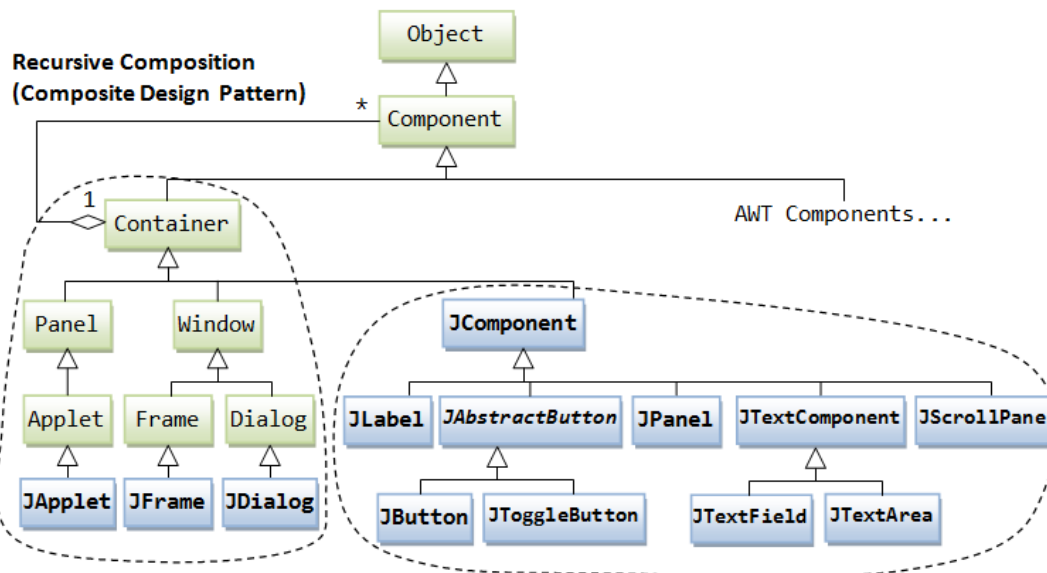 Object
Recursive Composition
(Composite Design Pattern)
*
Component
1
Container
AWT Components...
Panel
Window
JComponent
Applet
Frame
Dialog
JLabel
JAbstractButton
JPanel
JTextComponent
JScrollPane
JApplet
JFrame
JDialog
JButton
JToggleButton
JTextField
JTextArea